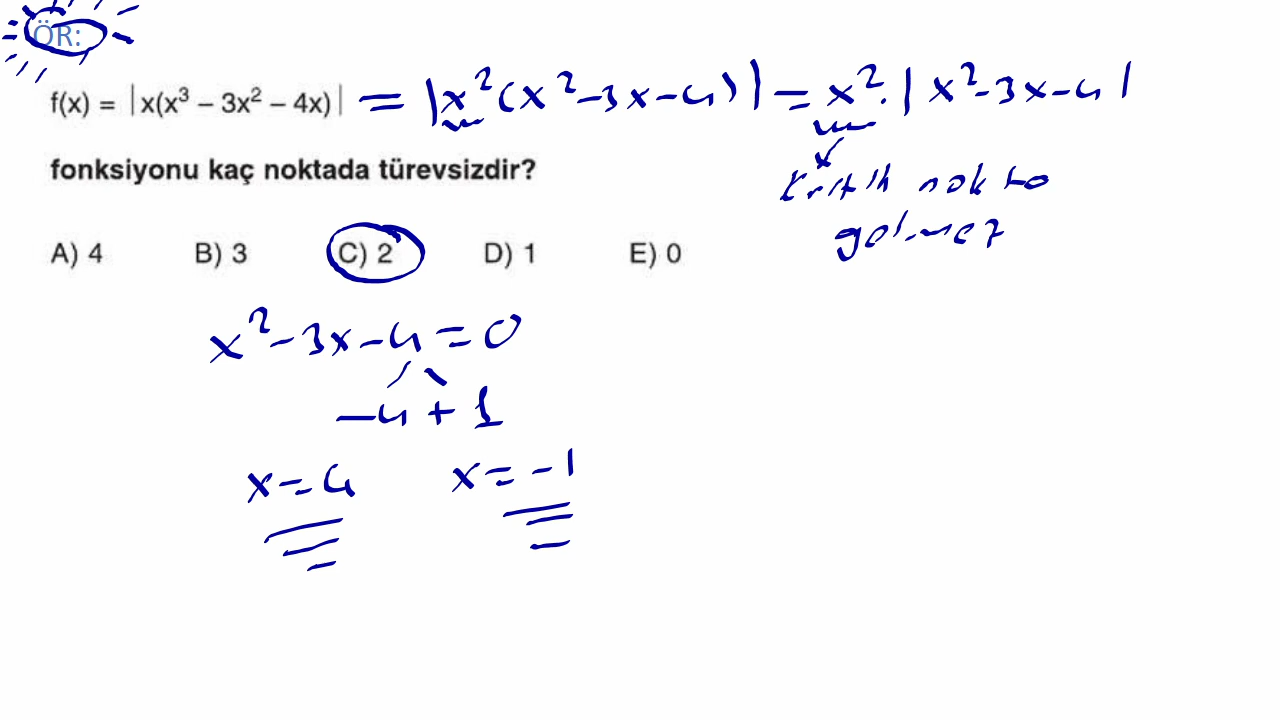 ÖR:
f(x) = |x(x³ – 3x² – 4x)| = |x²(x²-3x-4)| = x².|x²-3x-4|
fonksiyonu kaç noktada türevsizdir?
Kritik nokta
gelmez
A) 4 B) 3 C) 2 D) 1 E) 0
x²-3x-4=0
-4 +1
x=4 x=-1